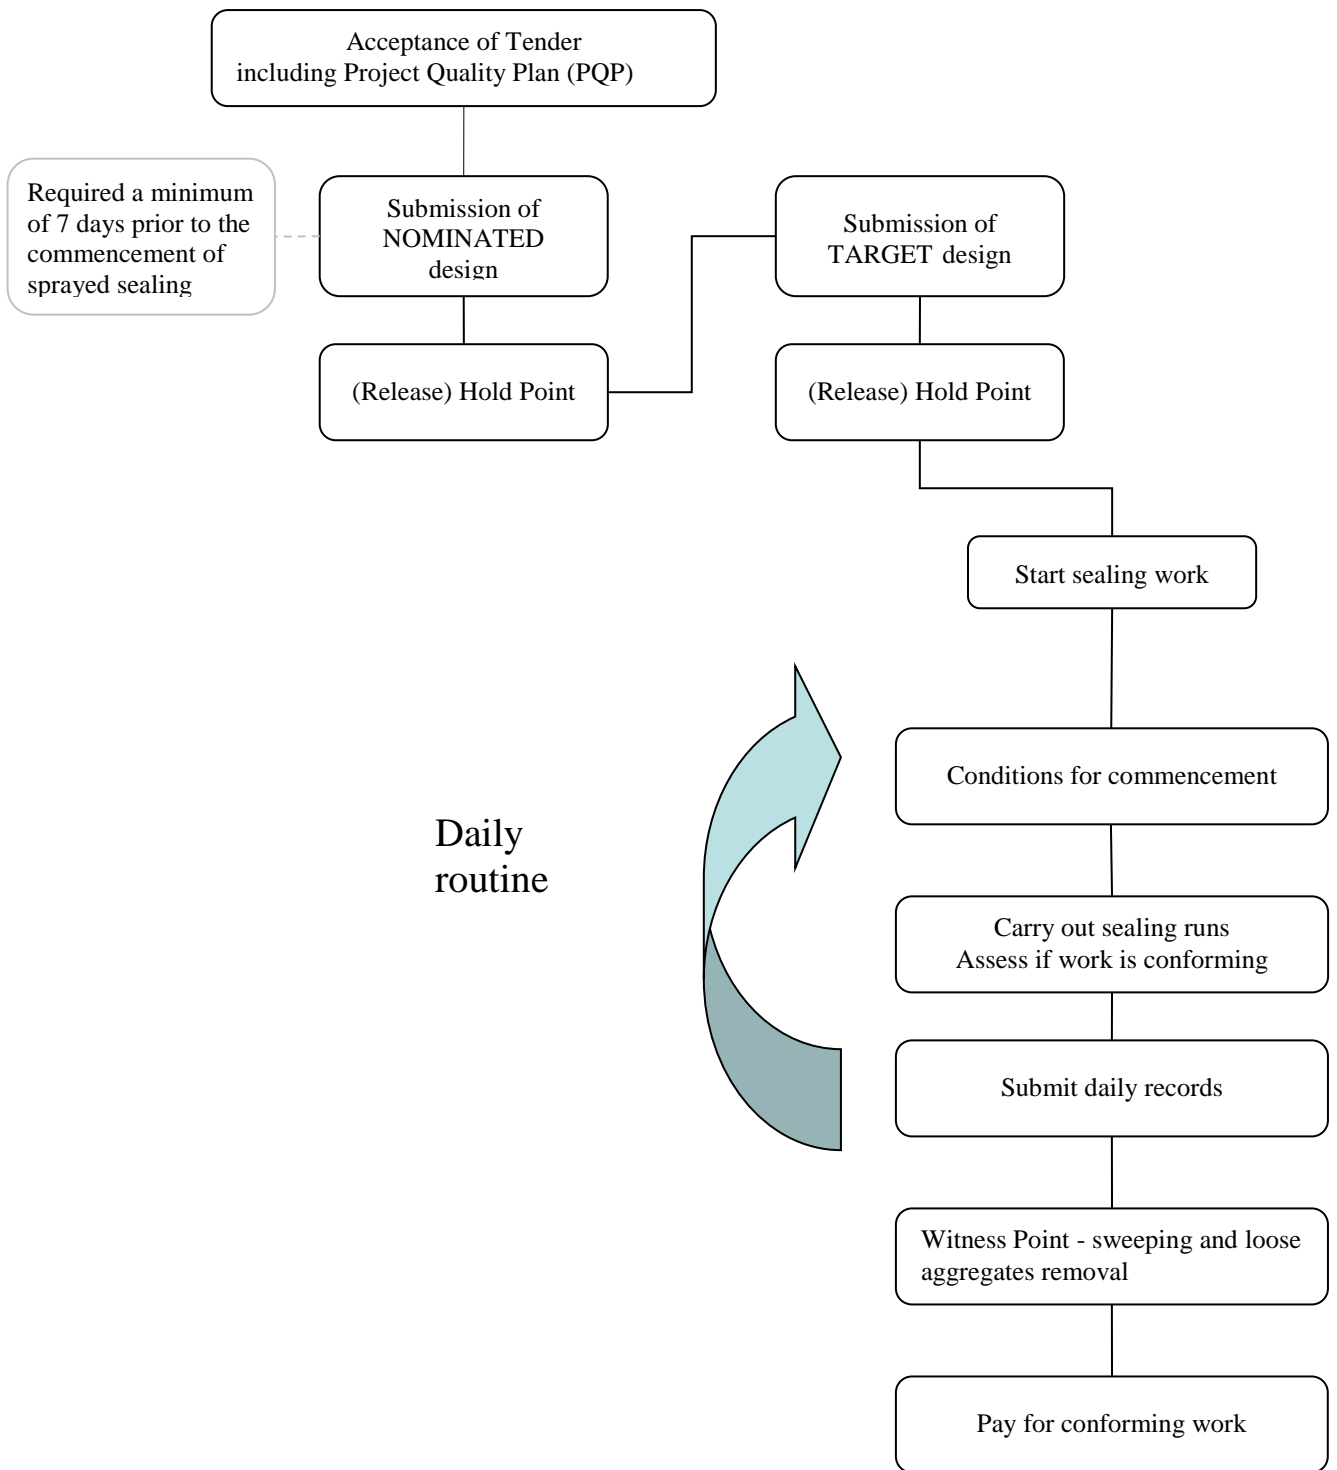 Acceptance of Tender
including Project Quality Plan (PQP)
Required a minimum
of 7 days prior to the
commencement of
sprayed sealing
Submission of
NOMINATED
design
Submission of
TARGET design
(Release) Hold Point
(Release) Hold Point
Start sealing work
Conditions for commencement
Daily
routine
Carry out sealing runs
Assess if work is conforming
Submit daily records
Witness Point - sweeping and loose
aggregates removal
Pay for conforming work